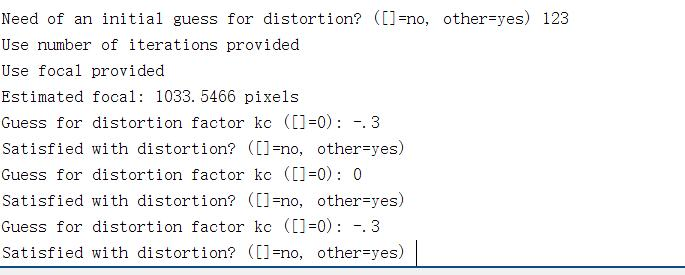 Need of an initial guess for distortion? ([]=no, other=yes) 123
Use number of iterations provided
Use focal provided
Estimated focal: 1033.5466 pixels
Guess for distortion factor kc ([]=0): -.3
Satisfied with distortion? ([]=no, other=yes)
Guess for distortion factor kc ([]=0): 0
Satisfied with distortion? ([]=no, other=yes)
Guess for distortion factor kc ([]=0): -.3
Satisfied with distortion? ([]=no, other=yes)